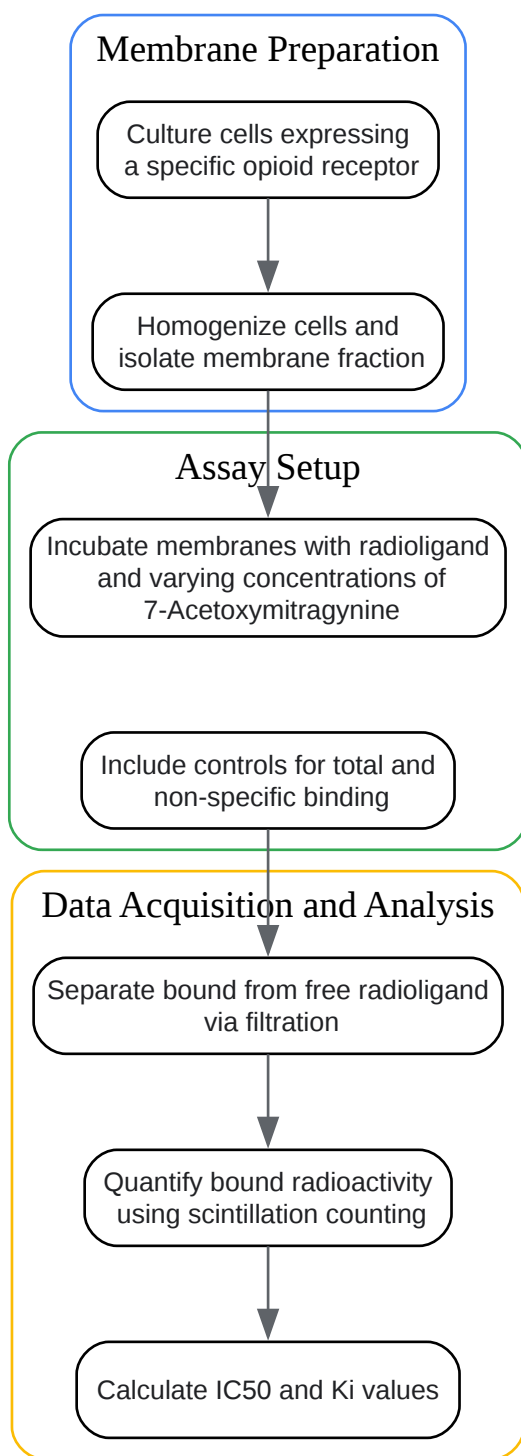 Membrane Preparation
Culture cells expressing
a specific opioid receptor
Homogenize cells and
isolate membrane fraction
Assay Setup
Incubate membranes with radioligand
and varying concentrations of
7-Acetoxymitragynine
Include controls for total and
non-specific binding
Data Acquisition and Analysis
Separate bound from free radioligand
via filtration
Quantify bound radioactivity
using scintillation counting
Calculate IC50 and Ki values